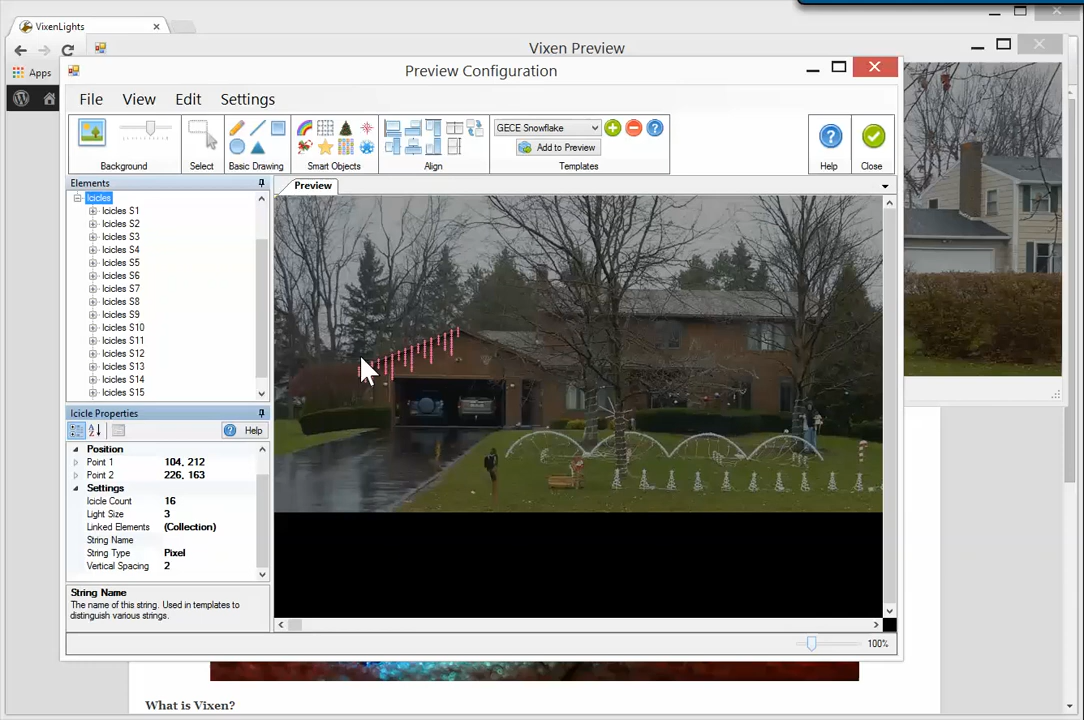 VixenLights
Apps
Vixen Preview
Preview Configuration
File View Edit Settings
GECE Snowflake
Add to Preview
Background Select Basic Drawing Smart Objects Align Templates Help Close
Elements
Preview
Icicles
Icicles S1
Icicles S2
Icicles S3
Icicles S4
Icicles S5
Icicles S6
Icicles S7
Icicles S8
Icicles S9
Icicles S10
Icicles S11
Icicles S12
Icicles S13
Icicles S14
Icicles S15
Icicle Properties
Help
Position
Point 1 104, 212
Point 2 226, 163
Settings
Icicle Count 16
Light Size 3
Linked Elements (Collection)
String Name
String Type Pixel
Vertical Spacing 2
String Name
The name of this string. Used in templates to
distinguish various strings.
100%
What is Vixen?